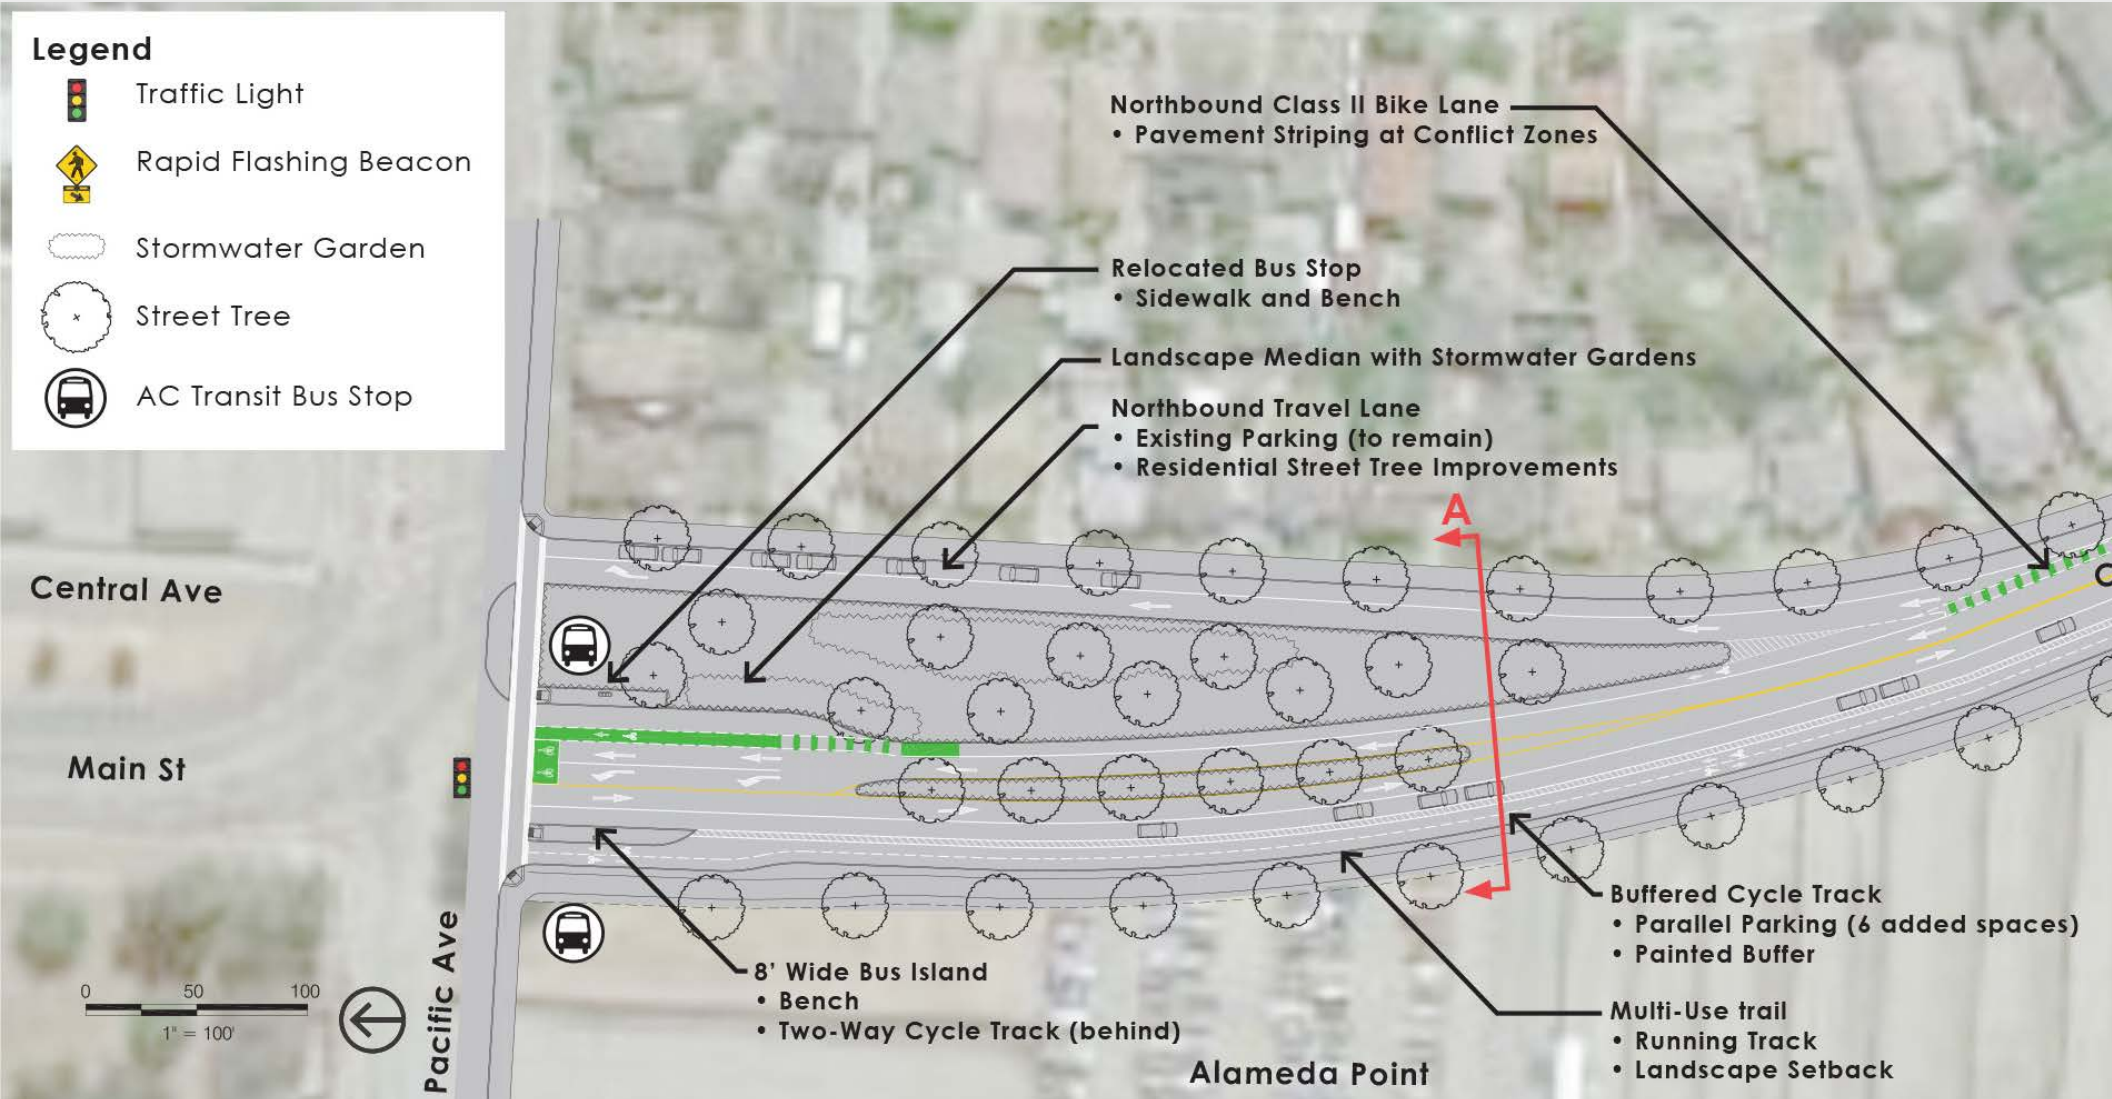 Legend
Traffic Light
Rapid Flashing Beacon
Stormwater Garden
Street Tree
AC Transit Bus Stop
Northbound Class II Bike Lane
• Pavement Striping at Conflict Zones
Relocated Bus Stop
• Sidewalk and Bench
Landscape Median with Stormwater Gardens
Northbound Travel Lane
• Existing Parking (to remain)
• Residential Street Tree Improvements
A
Central Ave
Main St
Pacific Ave
0 50 100
1" = 100'
8' Wide Bus Island
• Bench
• Two-Way Cycle Track (behind)
Buffered Cycle Track
• Parallel Parking (6 added spaces)
• Painted Buffer
Multi-Use trail
• Running Track
• Landscape Setback
Alameda Point